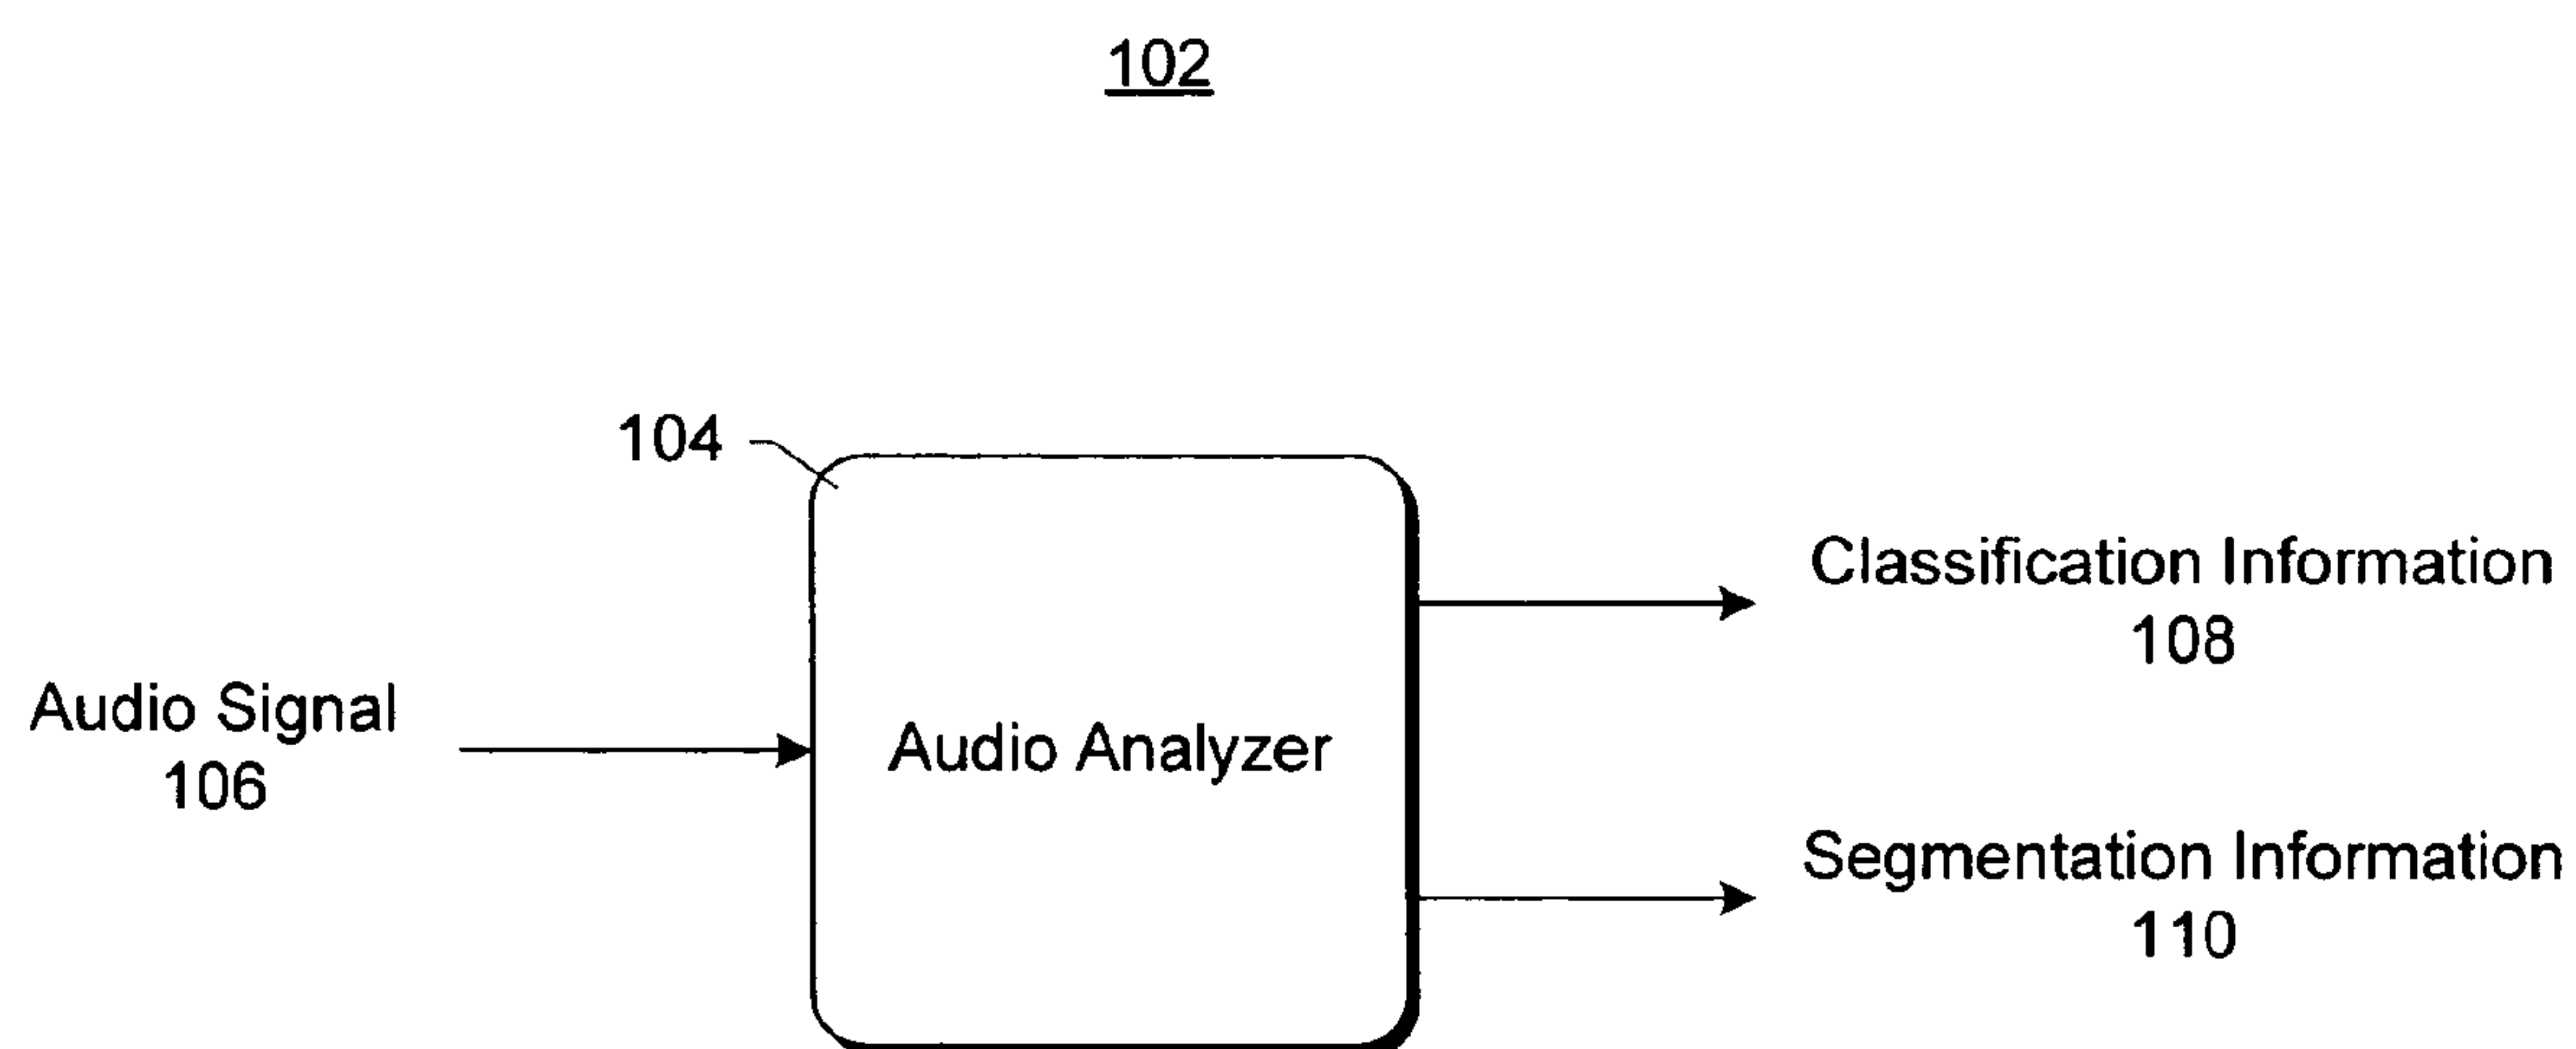 102
104
Classification Information
108
Audio Signal
106
Audio Analyzer
Segmentation Information
110